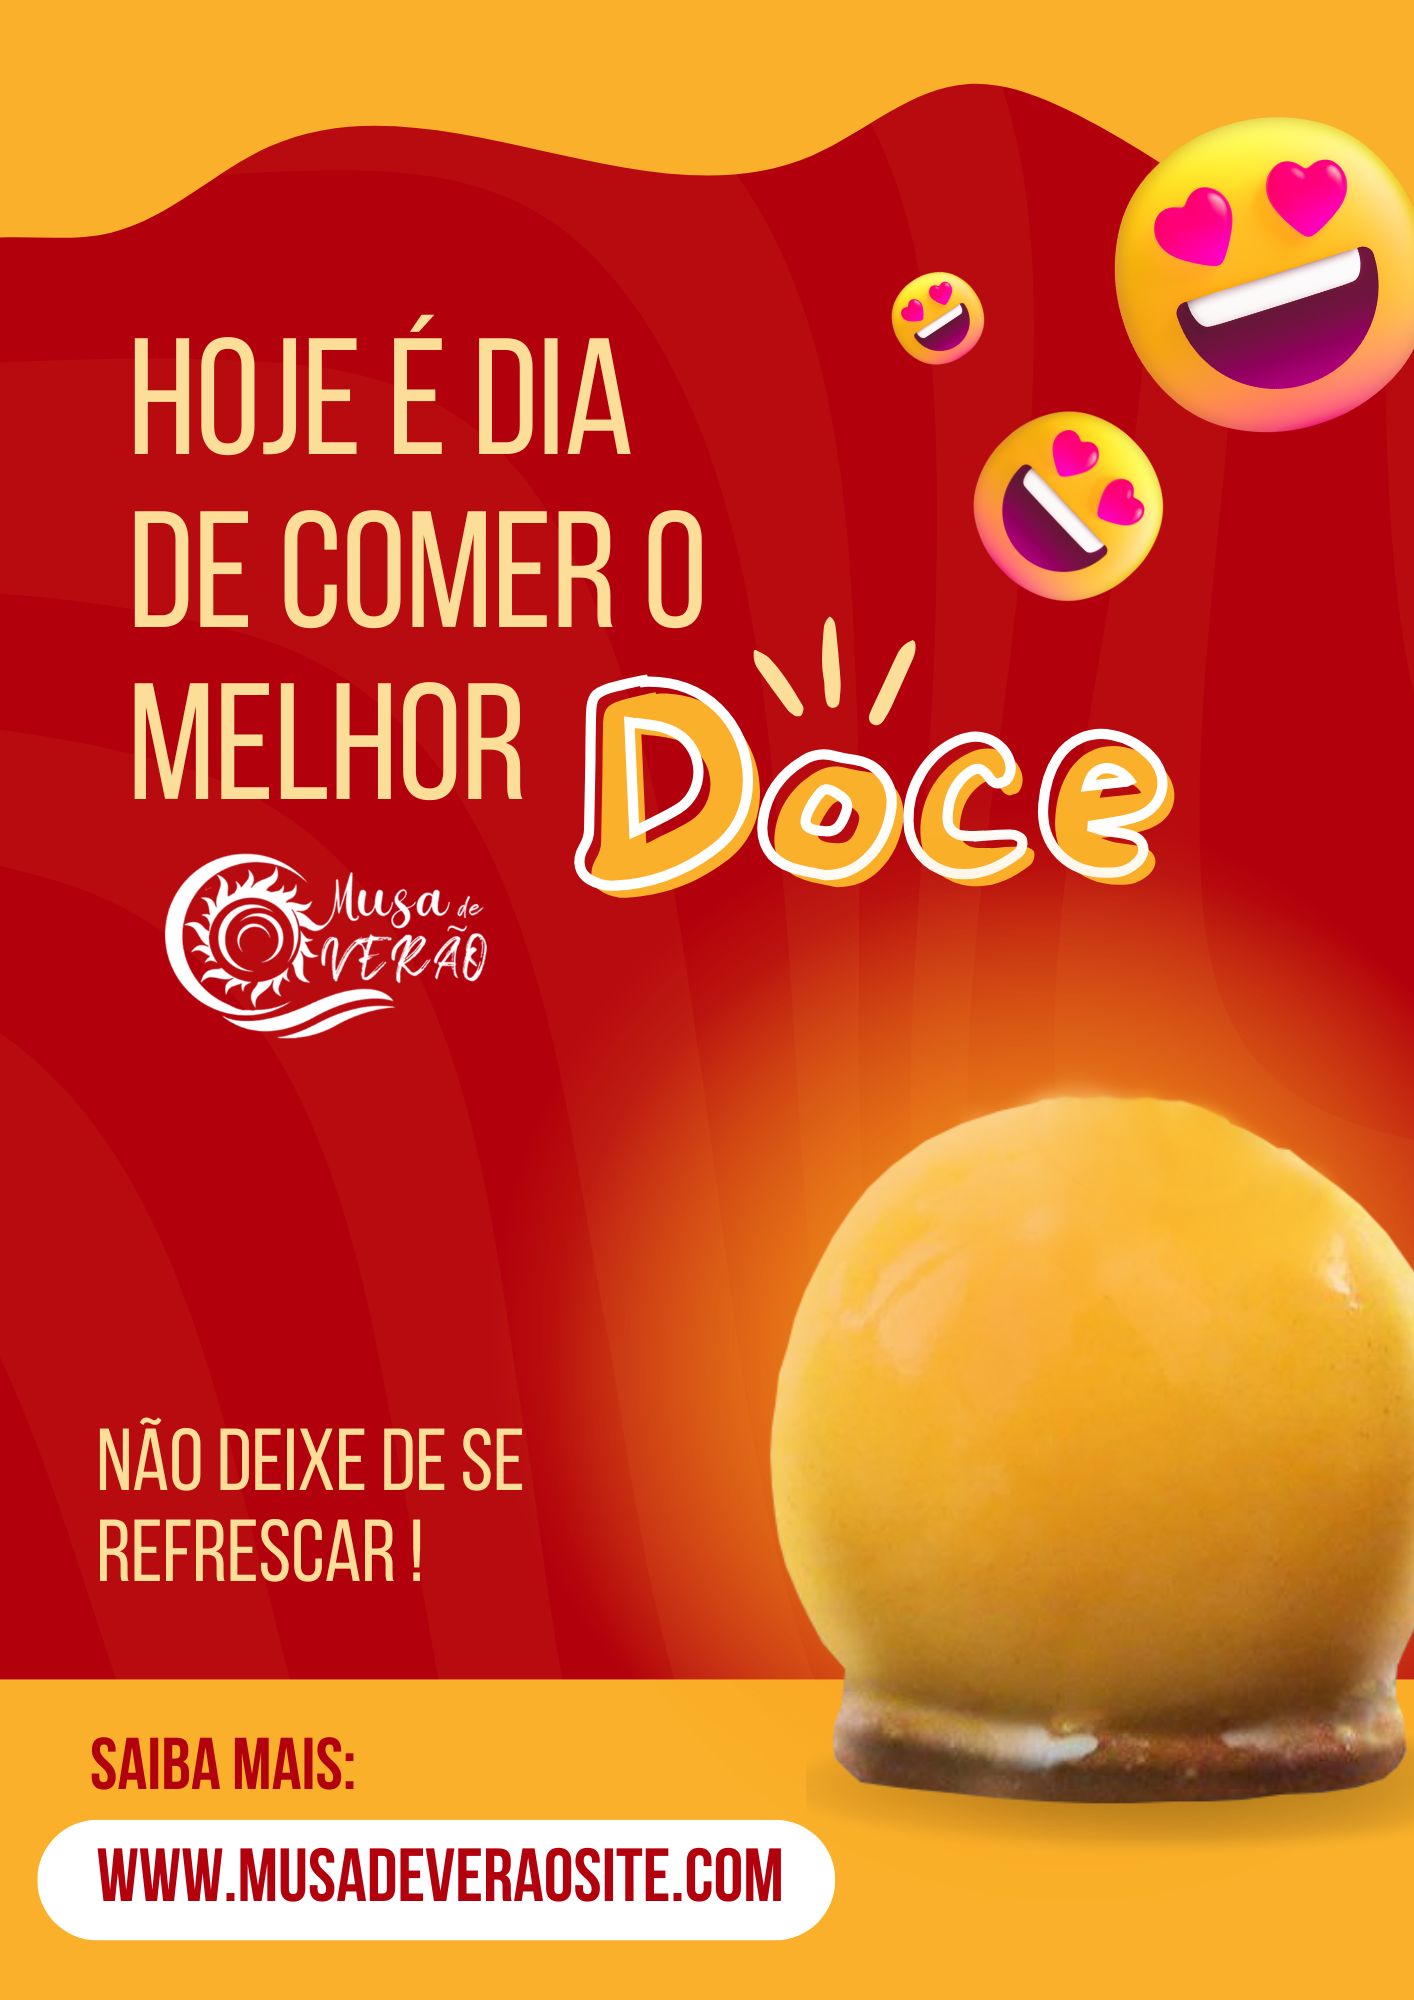 HOJE É DIA
DE COMER O
MELHOR DOCE
MUSA de
VERÃO
NÃO DEIXE DE SE
REFRESCAR !
SAIBA MAIS:
WWW.MUSADEVERAOSITE.COM